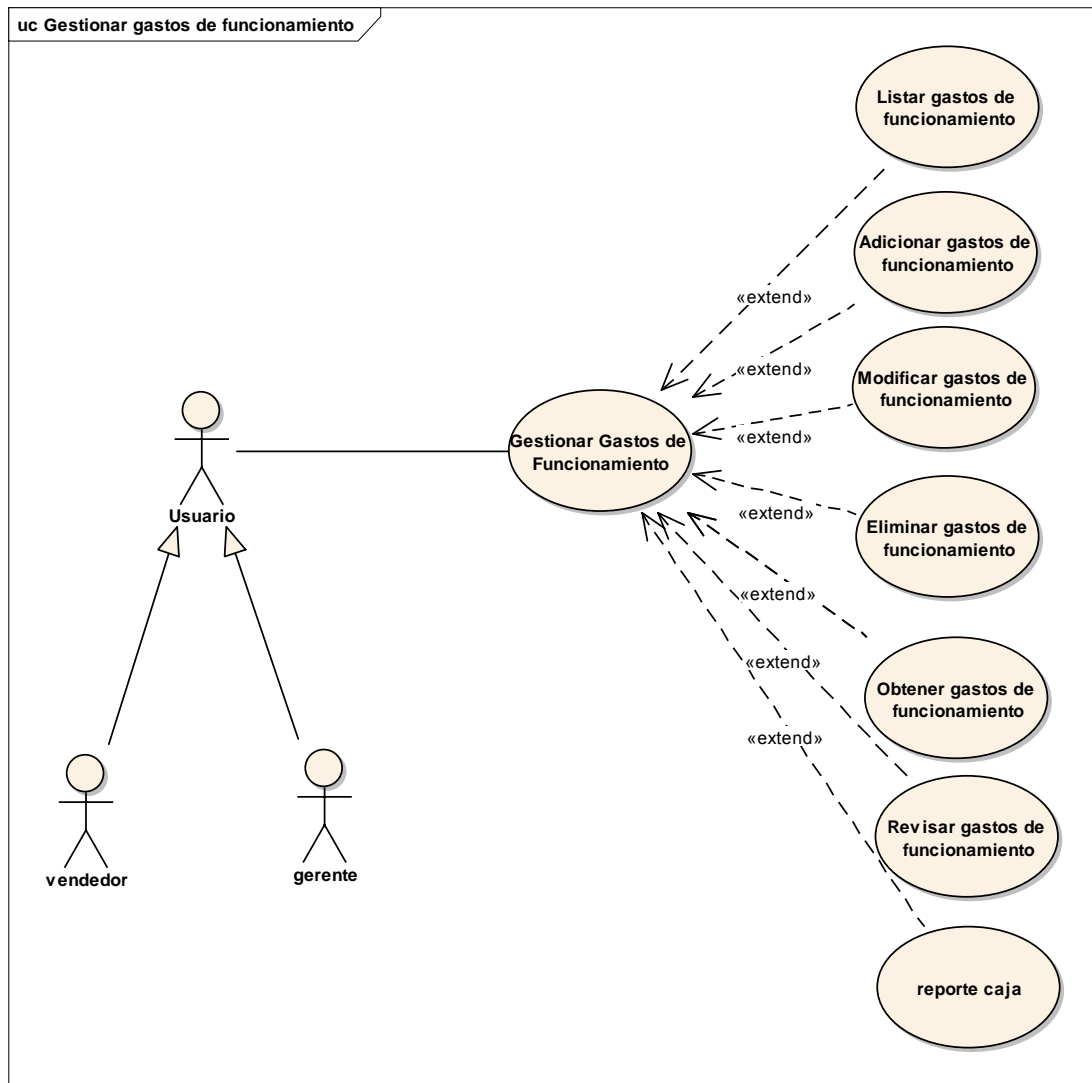 uc Gestionar gastos de funcionamiento
Listar gastos de
funcionamiento
Adicionar gastos de
funcionamiento
«extend»
«extend»
Modificar gastos de
funcionamiento
Gestionar Gastos de
Funcionamiento
«extend»
Usuario
«extend»
Eliminar gastos de
funcionamiento
«extend»
«extend»
Obtener gastos de
funcionamiento
«extend»
Revisar gastos de
funcionamiento
vendedor
gerente
reporte caja